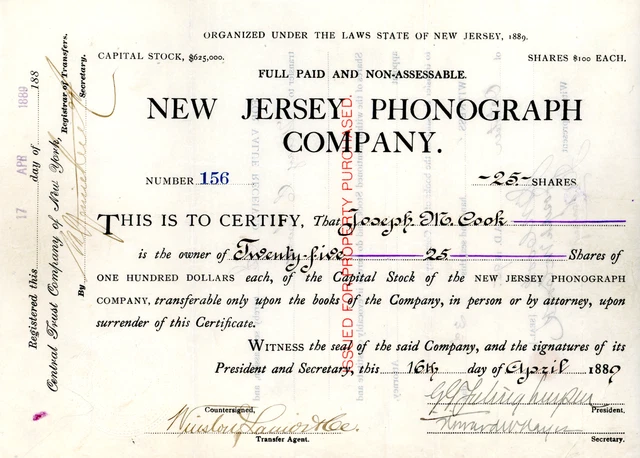 ORGANIZED UNDER THE LAWS STATE OF NEW JERSEY, 1889.
CAPITAL STOCK, $625,000. SHARES $100 EACH.
FULL PAID AND NON-ASSESSABLE.
NEW JERSEY PHONOGRAPH
COMPANY.
NUMBER 156 -25- SHARES
THIS IS TO CERTIFY, That Joseph M. Cook
is the owner of Twenty-five 25 Shares of
ONE HUNDRED DOLLARS each, of the Capital Stock of the NEW JERSEY PHONOGRAPH
COMPANY, transferable only upon the books of the Company, in person or by attorney, upon
surrender of this Certificate.
WITNESS the seal of the said Company, and the signatures of its
President and Secretary, this 16th day of April 1889
President.
Countersigned,
Winslow, Lanier & Co.
Transfer Agent.
Secretary.
ISSUED FOR PROPERTY PURCHASED.
Registered this 17 APR 1889 day of 188
Central Trust Company of New York, Registrar of Transfers.
By Secretary.